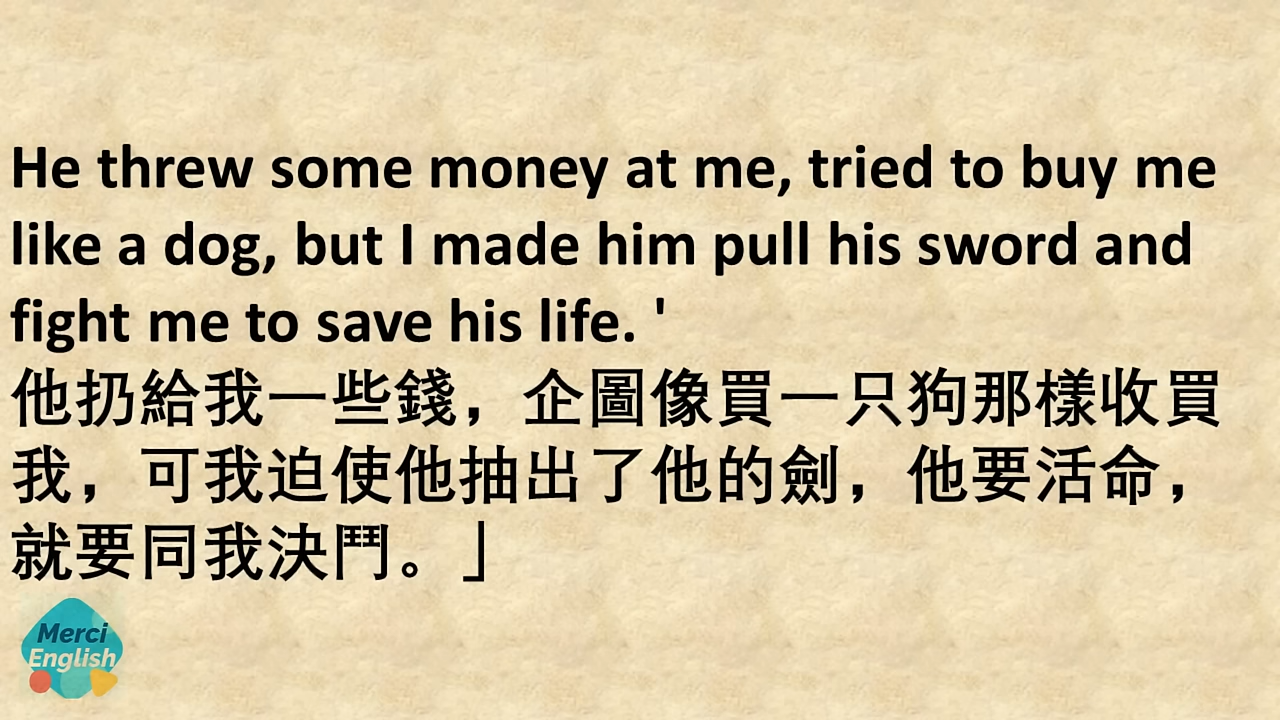 He threw some money at me, tried to buy me
like a dog, but I made him pull his sword and
fight me to save his life. '
他扔給我一些錢，企圖像買一只狗那樣收買
我，可我迫使他抽出了他的劍，他要活命，
就要同我決鬥。」
Merci
English